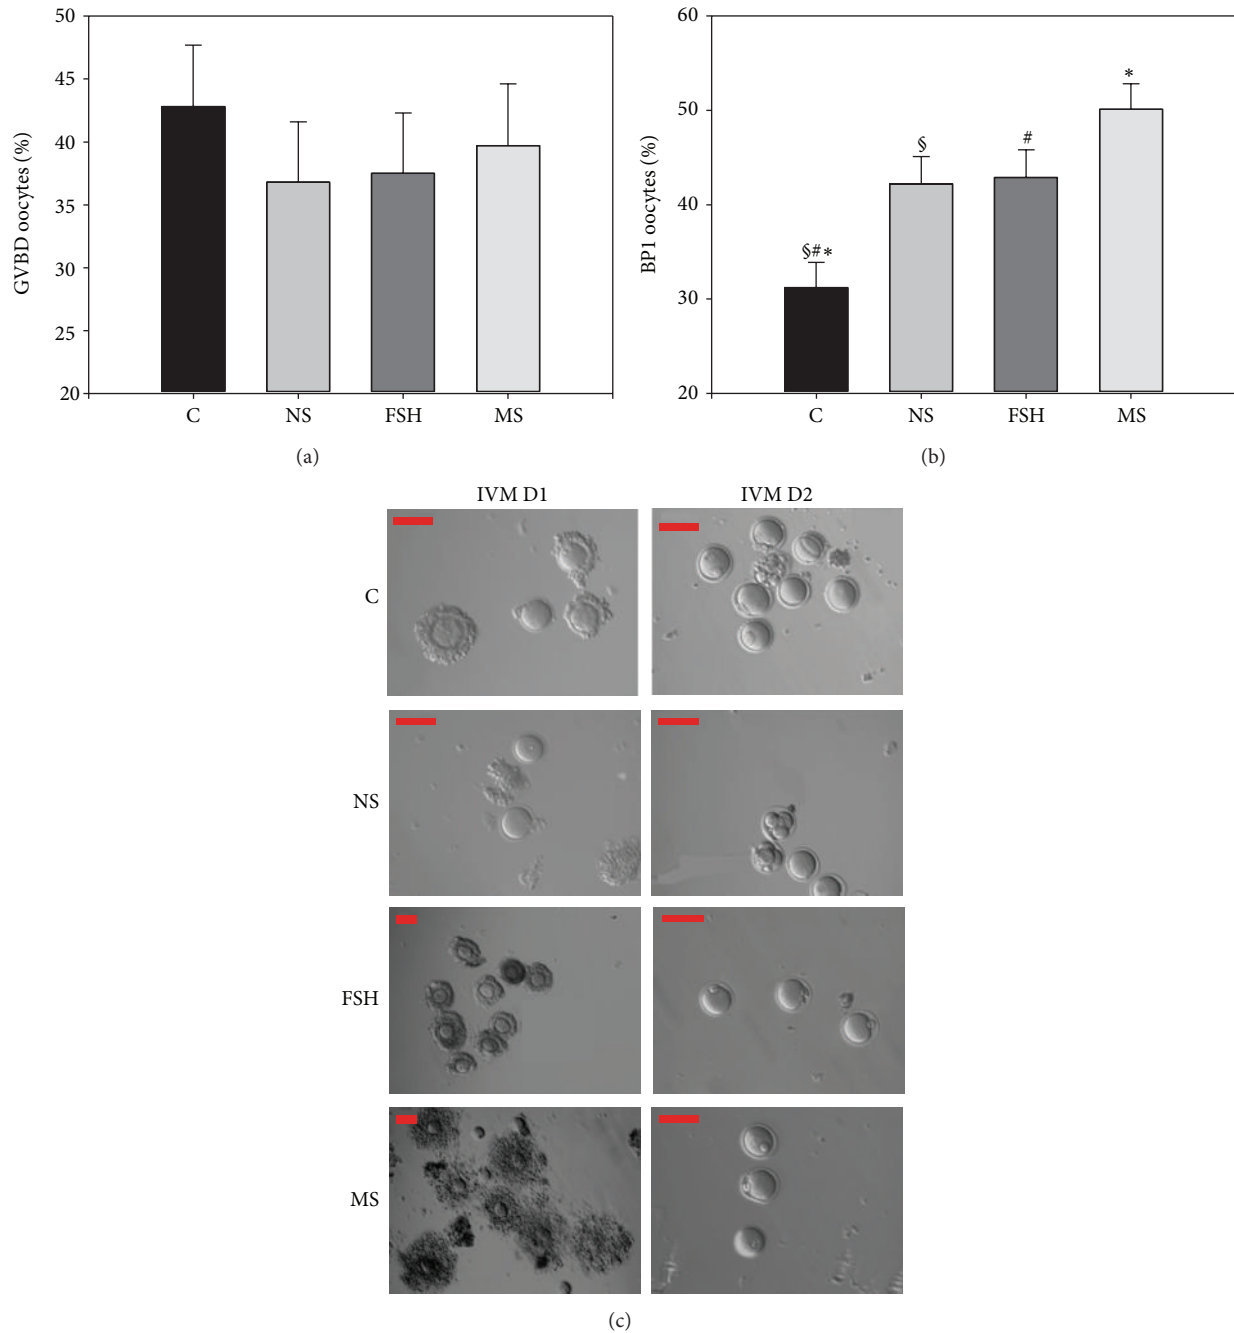 50
45
40
35
30
25
20
GVBD oocytes (%)
C NS FSH MS
(a)
60
50
40
30
20
BP1 oocytes (%)
§#*
§
#
*
C NS FSH MS
(b)
IVM D1 IVM D2
C
NS
FSH
MS
(c)